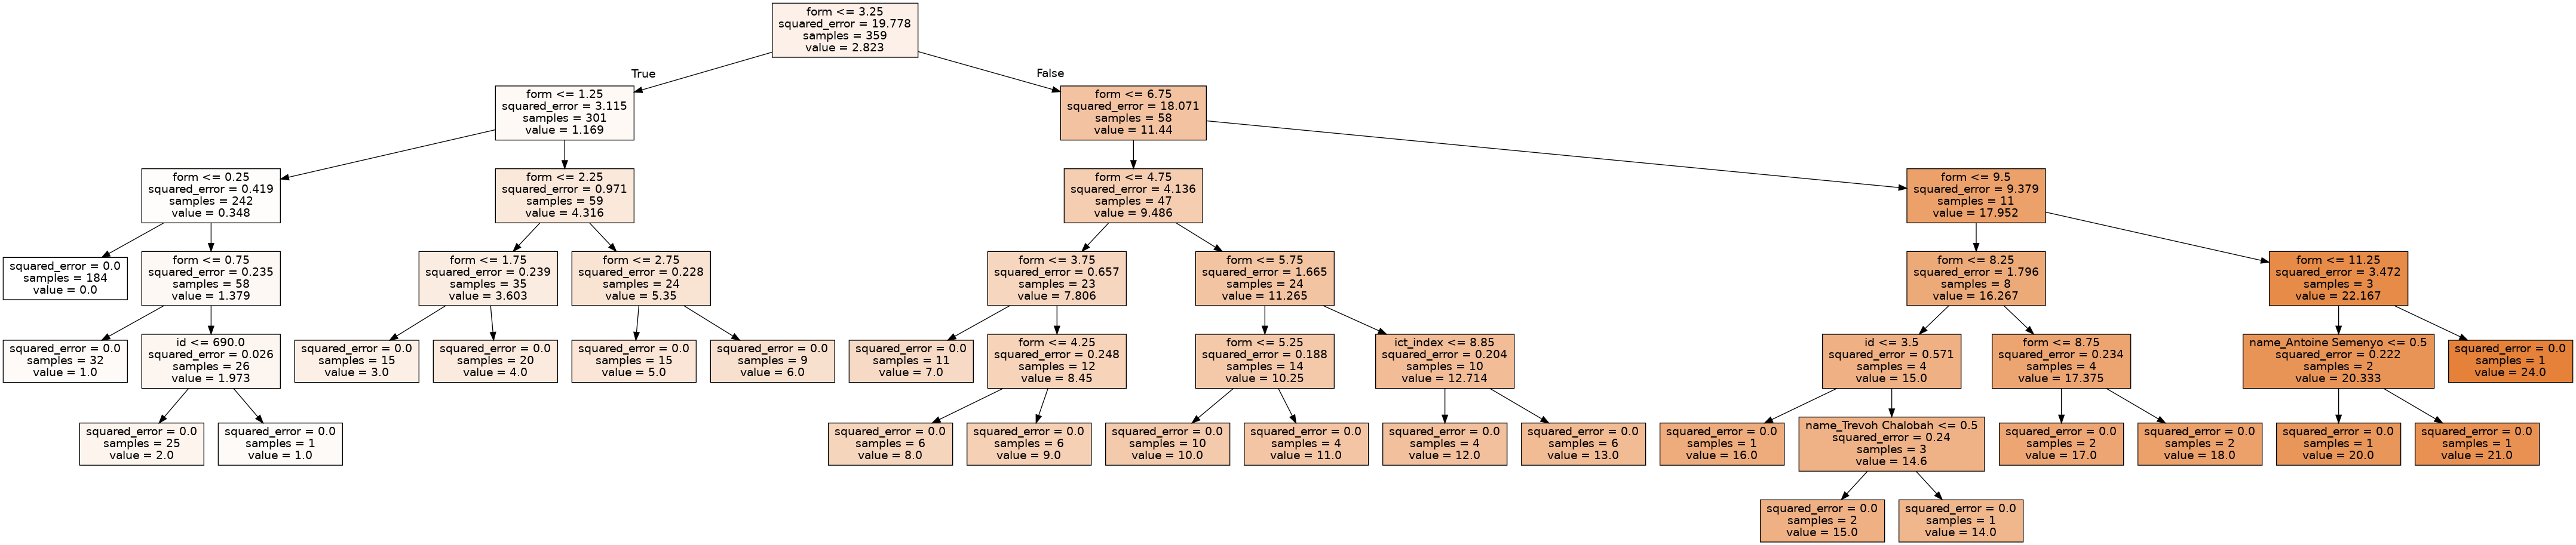 form <= 3.25
squared_error = 19.778
samples = 359
value = 2.823
True
False
form <= 1.25
squared_error = 3.115
samples = 301
value = 1.169
form <= 6.75
squared_error = 18.071
samples = 58
value = 11.44
form <= 0.25
squared_error = 0.419
samples = 242
value = 0.348
form <= 2.25
squared_error = 0.971
samples = 59
value = 4.316
form <= 4.75
squared_error = 4.136
samples = 47
value = 9.486
form <= 9.5
squared_error = 9.379
samples = 11
value = 17.952
squared_error = 0.0
samples = 184
value = 0.0
form <= 0.75
squared_error = 0.235
samples = 58
value = 1.379
form <= 1.75
squared_error = 0.239
samples = 35
value = 3.603
form <= 2.75
squared_error = 0.228
samples = 24
value = 5.35
form <= 3.75
squared_error = 0.657
samples = 23
value = 7.806
form <= 5.75
squared_error = 1.665
samples = 24
value = 11.265
form <= 8.25
squared_error = 1.796
samples = 8
value = 16.267
form <= 11.25
squared_error = 3.472
samples = 3
value = 22.167
squared_error = 0.0
samples = 32
value = 1.0
id <= 690.0
squared_error = 0.026
samples = 26
value = 1.973
squared_error = 0.0
samples = 15
value = 3.0
squared_error = 0.0
samples = 20
value = 4.0
squared_error = 0.0
samples = 15
value = 5.0
squared_error = 0.0
samples = 9
value = 6.0
squared_error = 0.0
samples = 11
value = 7.0
form <= 4.25
squared_error = 0.248
samples = 12
value = 8.45
form <= 5.25
squared_error = 0.188
samples = 14
value = 10.25
ict_index <= 8.85
squared_error = 0.204
samples = 10
value = 12.714
id <= 3.5
squared_error = 0.571
samples = 4
value = 15.0
form <= 8.75
squared_error = 0.234
samples = 4
value = 17.375
name_Antoine Semenyo <= 0.5
squared_error = 0.222
samples = 2
value = 20.333
squared_error = 0.0
samples = 1
value = 24.0
squared_error = 0.0
samples = 25
value = 2.0
squared_error = 0.0
samples = 1
value = 1.0
squared_error = 0.0
samples = 6
value = 8.0
squared_error = 0.0
samples = 6
value = 9.0
squared_error = 0.0
samples = 10
value = 10.0
squared_error = 0.0
samples = 4
value = 11.0
squared_error = 0.0
samples = 4
value = 12.0
squared_error = 0.0
samples = 6
value = 13.0
squared_error = 0.0
samples = 1
value = 16.0
name_Trevoh Chalobah <= 0.5
squared_error = 0.24
samples = 3
value = 14.6
squared_error = 0.0
samples = 2
value = 17.0
squared_error = 0.0
samples = 2
value = 18.0
squared_error = 0.0
samples = 1
value = 20.0
squared_error = 0.0
samples = 1
value = 21.0
squared_error = 0.0
samples = 2
value = 15.0
squared_error = 0.0
samples = 1
value = 14.0